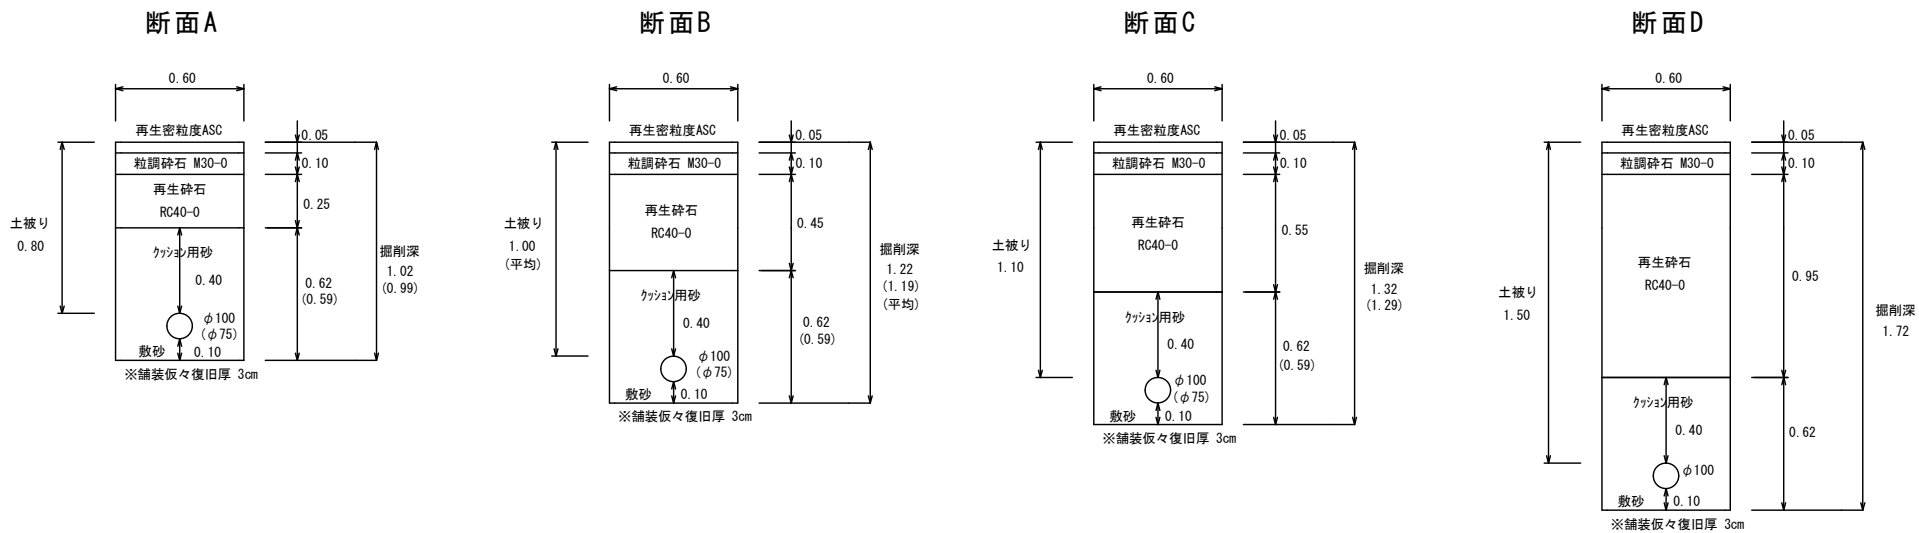 断面A
0.60
再生密粒度ASC
0.05
粒調砕石 M30-0
0.10
再生砕石
RC40-0
0.25
土被り
0.80
クッション用砂
0.40
0.62
(0.59)
掘削深
1.02
(0.99)
φ100
(φ75)
敷砂
0.10
※舗装仮々復旧厚 3cm
断面B
0.60
再生密粒度ASC
0.05
粒調砕石 M30-0
0.10
再生砕石
RC40-0
0.45
土被り
1.00
(平均)
掘削深
1.22
(1.19)
(平均)
クッション用砂
0.40
0.62
(0.59)
φ100
(φ75)
敷砂
0.10
※舗装仮々復旧厚 3cm
断面C
0.60
再生密粒度ASC
0.05
粒調砕石 M30-0
0.10
再生砕石
RC40-0
0.55
土被り
1.10
掘削深
1.32
(1.29)
クッション用砂
0.40
0.62
(0.59)
φ100
(φ75)
敷砂
0.10
※舗装仮々復旧厚 3cm
断面D
0.60
再生密粒度ASC
0.05
粒調砕石 M30-0
0.10
再生砕石
RC40-0
0.95
土被り
1.50
掘削深
1.72
クッション用砂
0.40
0.62
φ100
敷砂
0.10
※舗装仮々復旧厚 3cm